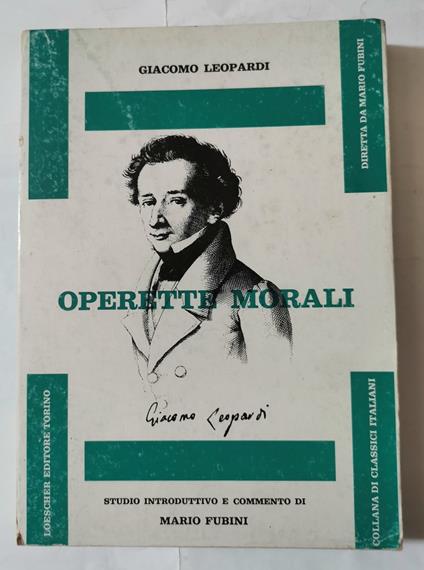 GIACOMO LEOPARDI
DIRETTA DA MARIO FUBINI
OPERETTE MORALI
Giacomo Leopardi
LOESCHER EDITORE TORINO
COLLANA DI CLASSICI ITALIANI
STUDIO INTRODUTTIVO E COMMENTO DI
MARIO FUBINI